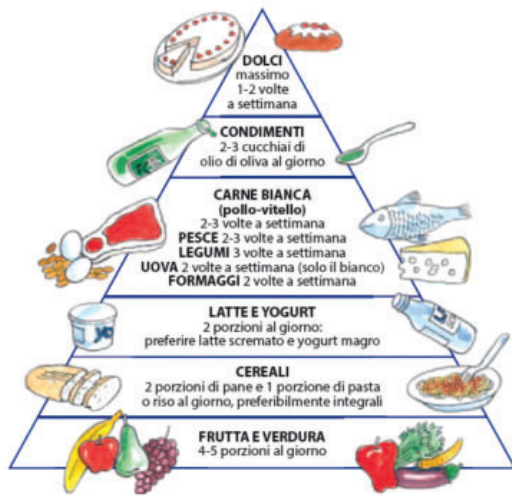 DOLCI
massimo
1-2 volte
a settimana
CONDIMENTI
2-3 cucchiai di
olio di oliva al giorno
CARNE BIANCA
(pollo-vitello)
2-3 volte a settimana
PESCE 2-3 volte a settimana
LEGUMI 3 volte a settimana
UOVA 2 volte a settimana (solo il bianco)
FORMAGGI 2 volte a settimana
LATTE E YOGURT
2 porzioni al giorno:
preferire latte scremato e yogurt magro
CEREALI
2 porzioni di pane e 1 porzione di pasta
o riso al giorno, preferibilmente integrali
FRUTTA E VERDURA
4-5 porzioni al giorno